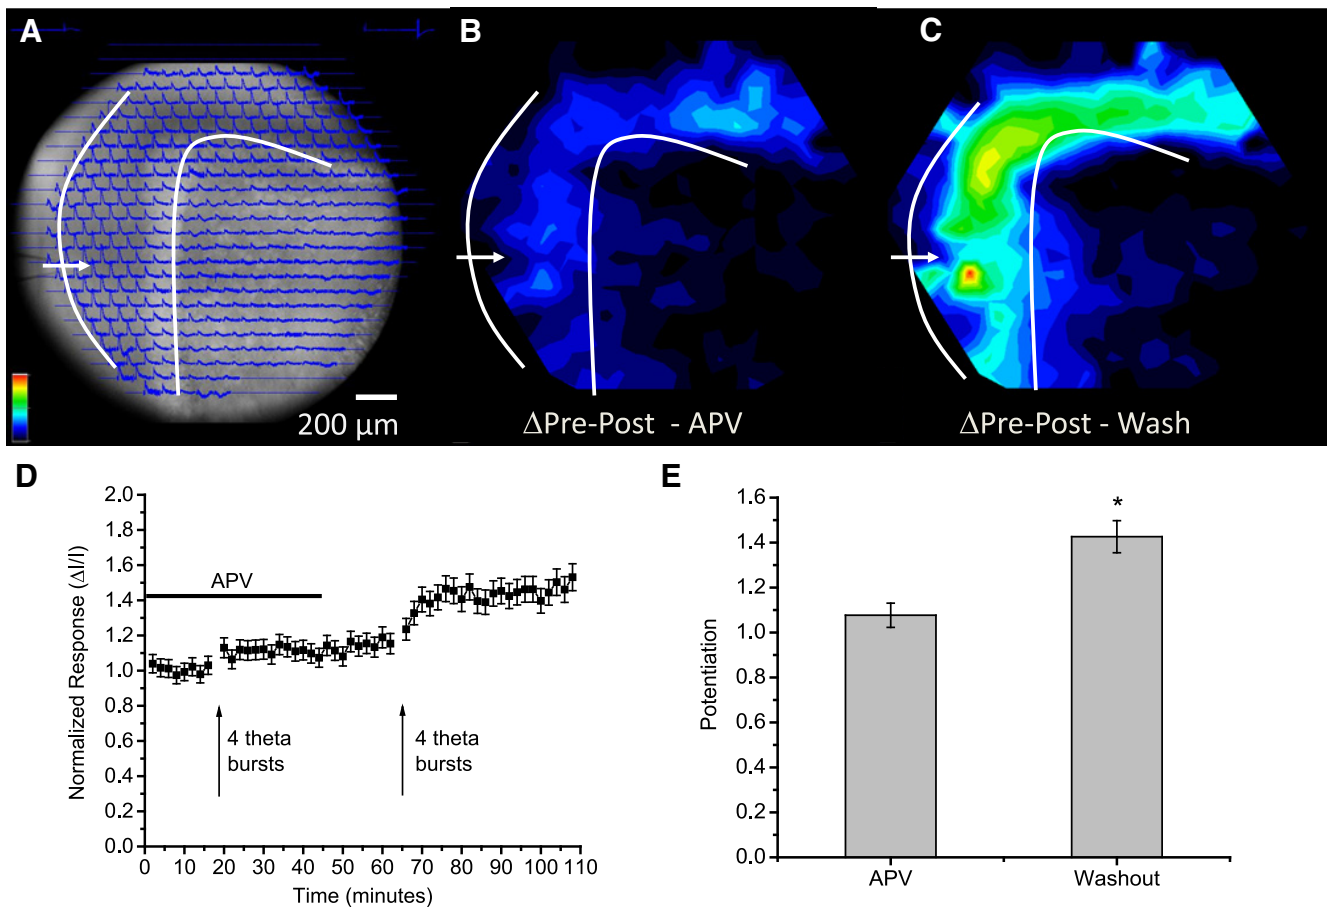 A
B
C
200 μm
ΔPre-Post - APV
ΔPre-Post - Wash
D
2.0
1.8
1.6
1.4
1.2
1.0
0.8
0.6
0.4
0.2
0.0
Normalized Response (ΔI/I)
APV
4 theta
bursts
4 theta
bursts
0 10 20 30 40 50 60 70 80 90 100 110
Time (minutes)
E
1.6
1.4
1.2
1.0
0.8
0.6
0.4
0.2
0.0
Potentiation
*
APV
Washout